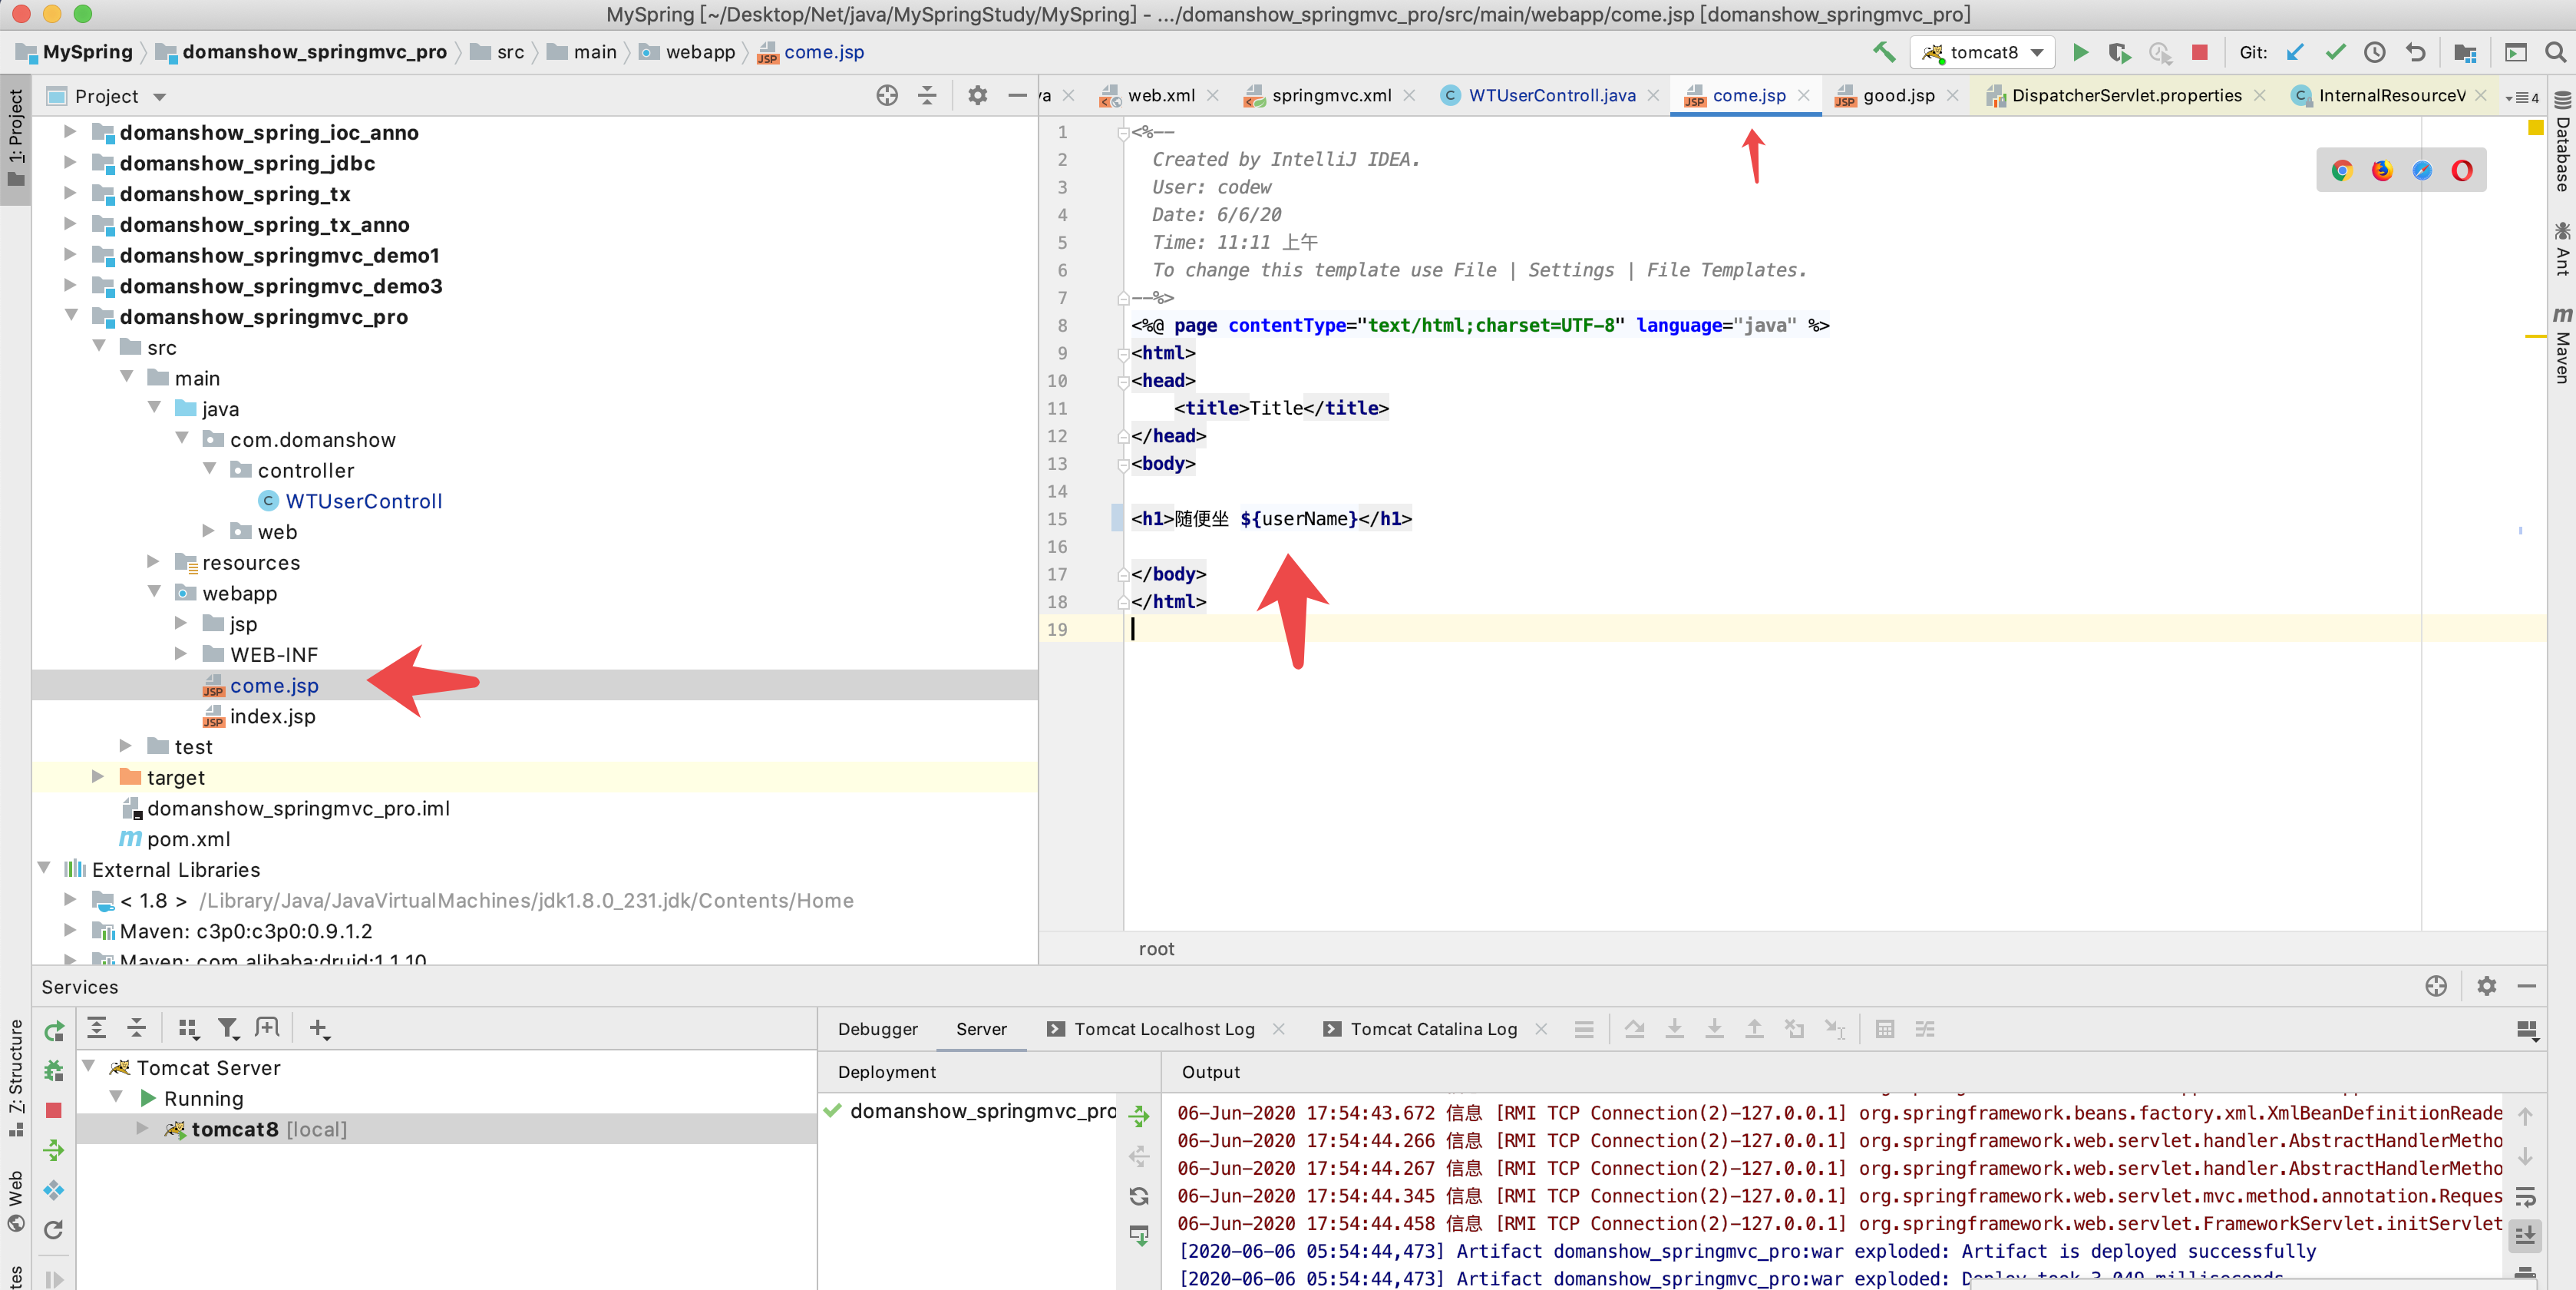 MySpring [~/Desktop/Net/java/MySpringStudy/MySpring] - .../domanshow_springmvc_pro/src/main/webapp/come.jsp [domanshow_springmvc_pro]
MySpring domanshow_springmvc_pro src main webapp come.jsp
tomcat8 Git:
1: Project
Project
domanshow_spring_ioc_anno
domanshow_spring_jdbc
domanshow_spring_tx
domanshow_spring_tx_anno
domanshow_springmvc_demo1
domanshow_springmvc_demo3
domanshow_springmvc_pro
src
main
java
com.domanshow
controller
WTUserControll
web
resources
webapp
jsp
WEB-INF
come.jsp
index.jsp
test
target
domanshow_springmvc_pro.iml
pom.xml
External Libraries
< 1.8 > /Library/Java/JavaVirtualMachines/jdk1.8.0_231.jdk/Contents/Home
Maven: c3p0:c3p0:0.9.1.2
Maven: com.alibaba:druid:1.1.10
va web.xml springmvc.xml WTUserControll.java come.jsp good.jsp DispatcherServlet.properties InternalResourceV 4
1 <%--
2 Created by IntelliJ IDEA.
3 User: codew
4 Date: 6/6/20
5 Time: 11:11 上午
6 To change this template use File | Settings | File Templates.
7 --%>
8 <%@ page contentType="text/html;charset=UTF-8" language="java" %>
9 <html>
10 <head>
11 <title>Title</title>
12 </head>
13 <body>
14
15 <h1>随便坐 ${userName}</h1>
16
17 </body>
18 </html>
19
root
Database
Ant
Maven
Services
Z: Structure
Web
tes
Tomcat Server
Running
tomcat8 [local]
Debugger Server Tomcat Localhost Log Tomcat Catalina Log
Deployment Output
domanshow_springmvc_pro
06-Jun-2020 17:54:43.672 信息 [RMI TCP Connection(2)-127.0.0.1] org.springframework.beans.factory.xml.XmlBeanDefinitionReade
06-Jun-2020 17:54:44.266 信息 [RMI TCP Connection(2)-127.0.0.1] org.springframework.web.servlet.handler.AbstractHandlerMetho
06-Jun-2020 17:54:44.267 信息 [RMI TCP Connection(2)-127.0.0.1] org.springframework.web.servlet.handler.AbstractHandlerMetho
06-Jun-2020 17:54:44.345 信息 [RMI TCP Connection(2)-127.0.0.1] org.springframework.web.servlet.mvc.method.annotation.Reques
06-Jun-2020 17:54:44.458 信息 [RMI TCP Connection(2)-127.0.0.1] org.springframework.web.servlet.FrameworkServlet.initServlet
[2020-06-06 05:54:44,473] Artifact domanshow_springmvc_pro:war exploded: Artifact is deployed successfully
[2020-06-06 05:54:44,473] Artifact domanshow_springmvc_pro:war exploded: Deploy took 3,049 milliseconds